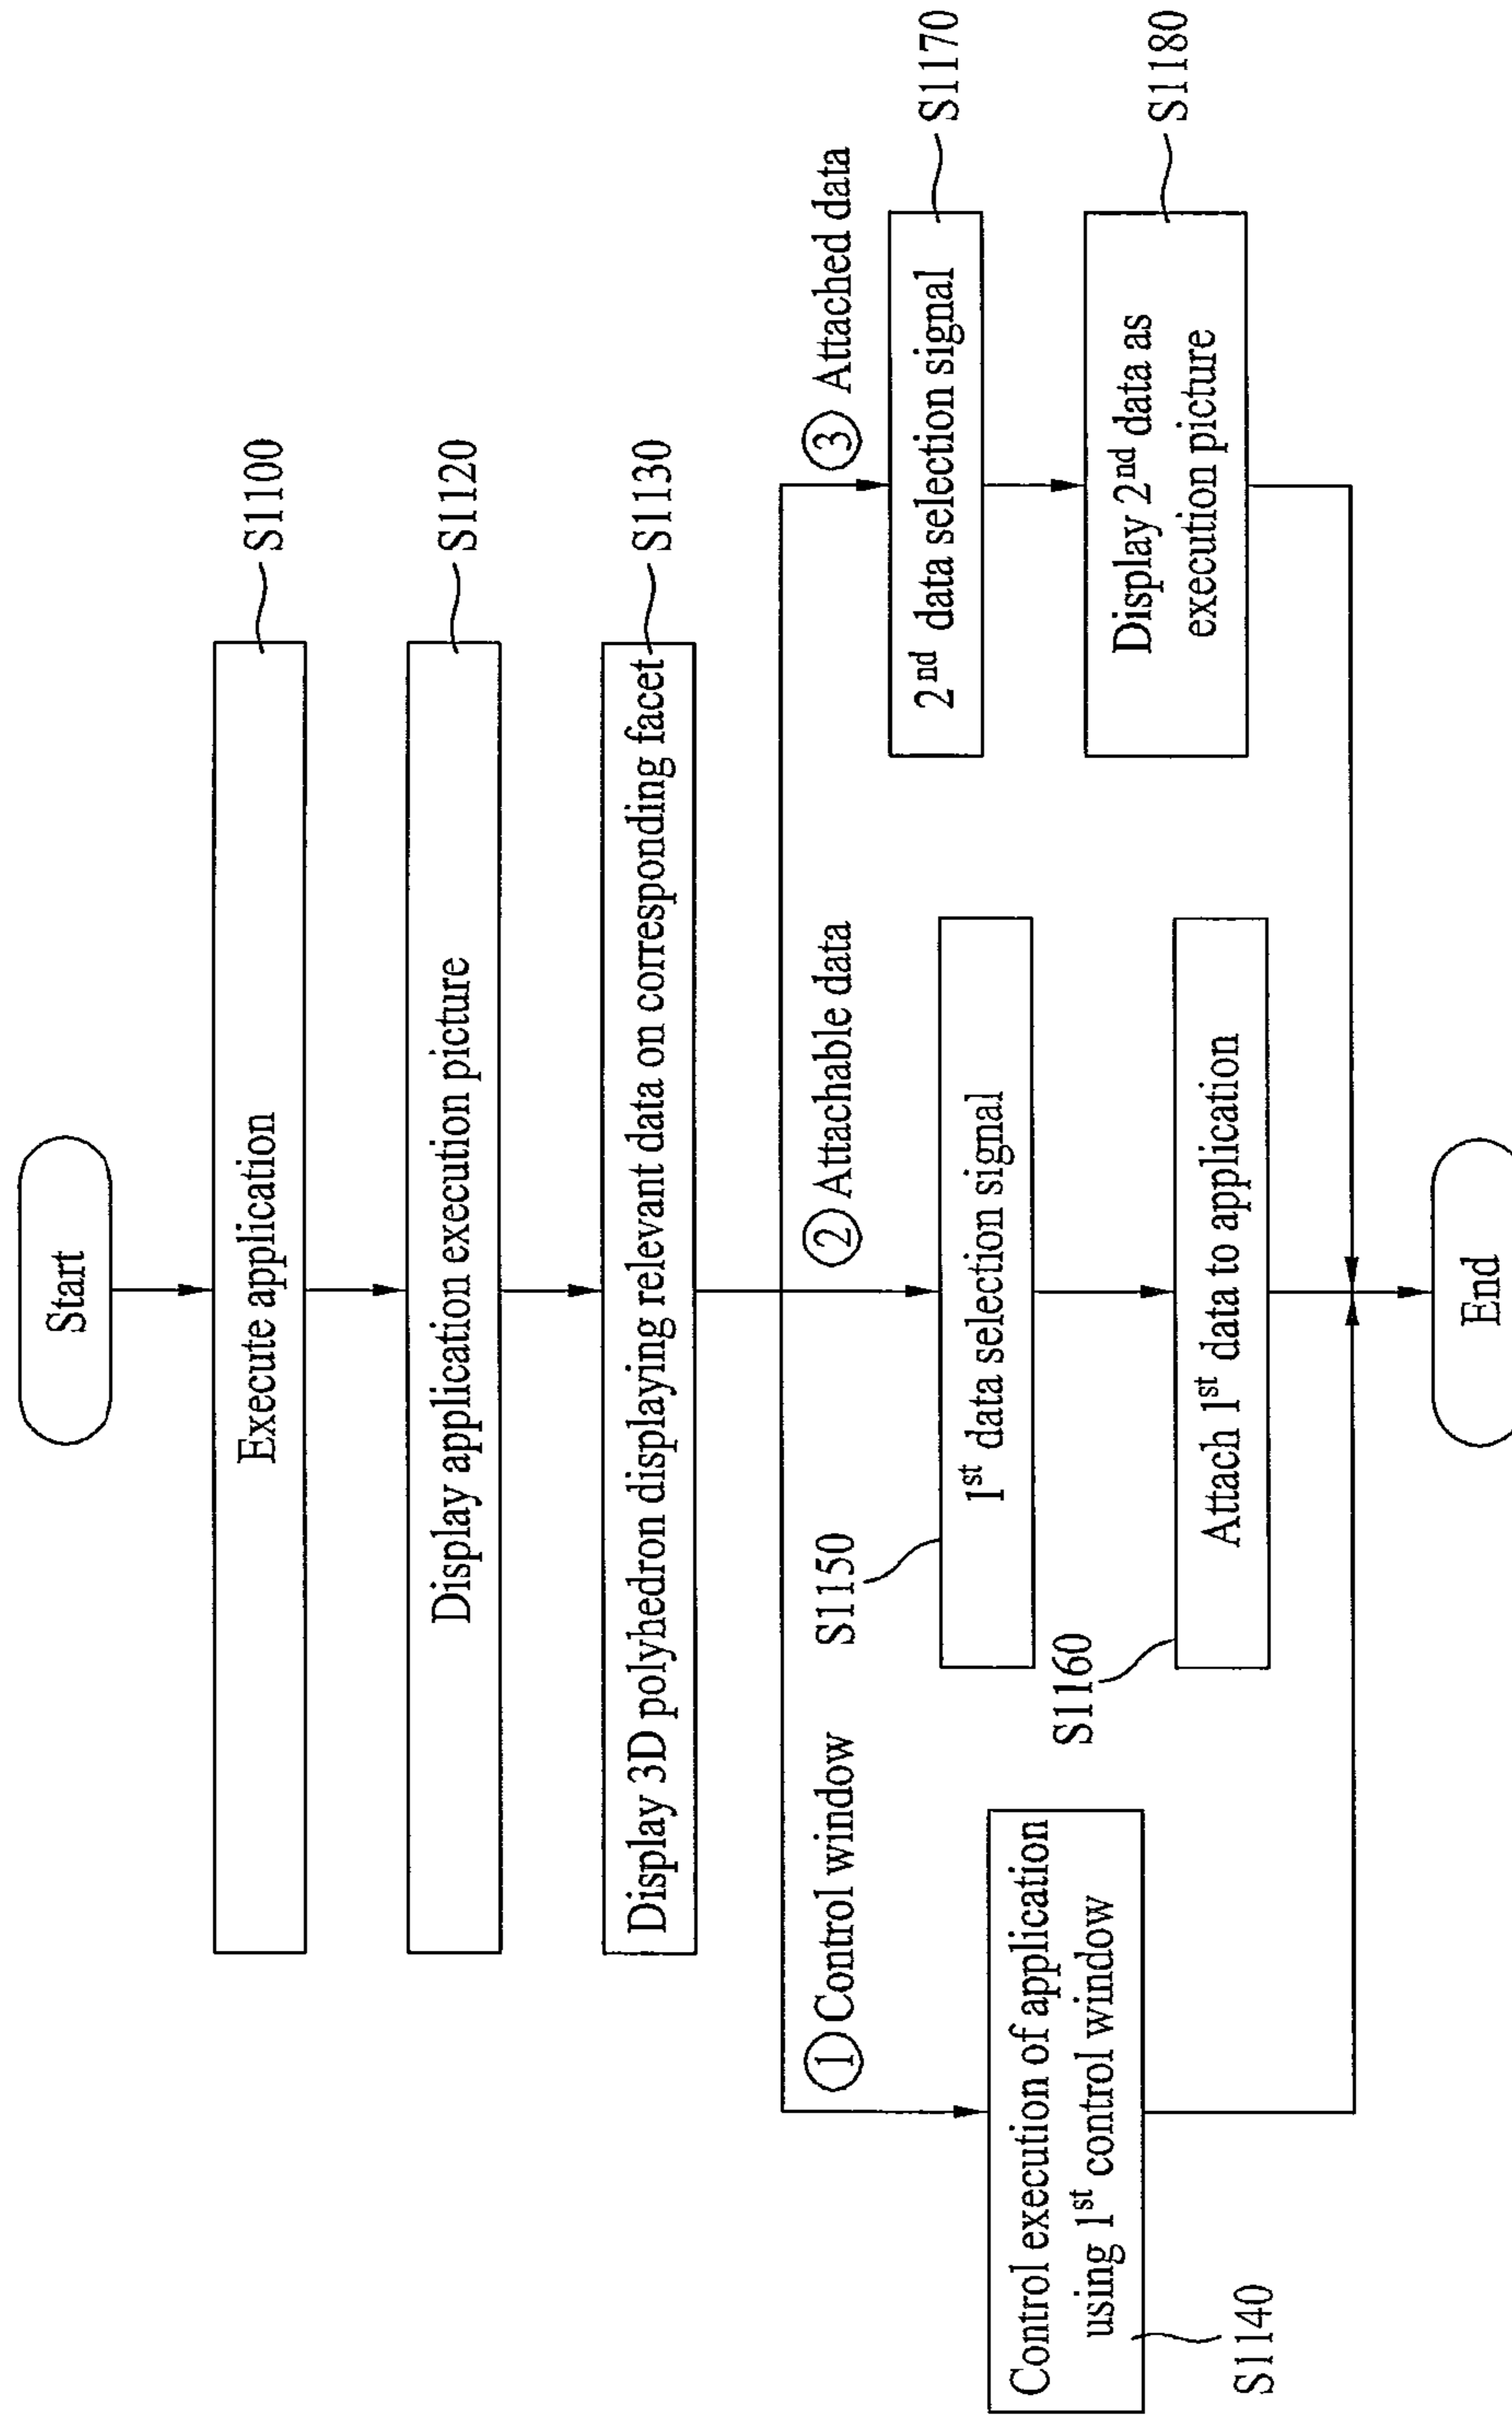 Start
Execute application
S1100
Display application execution picture
S1120
Display 3D polyhedron displaying relevant data on corresponding facet
S1130
① Control window
Control execution of application
using 1st control window
S1140
② Attachable data
S1150
1st data selection signal
S1160
Attach 1st data to application
③ Attached data
2nd data selection signal
S1170
Display 2nd data as
execution picture
S1180
End